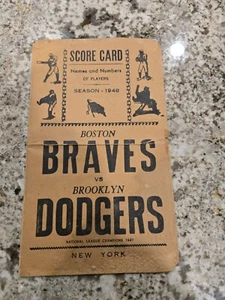 SCORE CARD
Names and Numbers
OF PLAYERS
SEASON - 1948
BOSTON
BRAVES
VS
BROOKLYN
DODGERS
NATIONAL LEAGUE CHAMPIONS 1947
NEW YORK